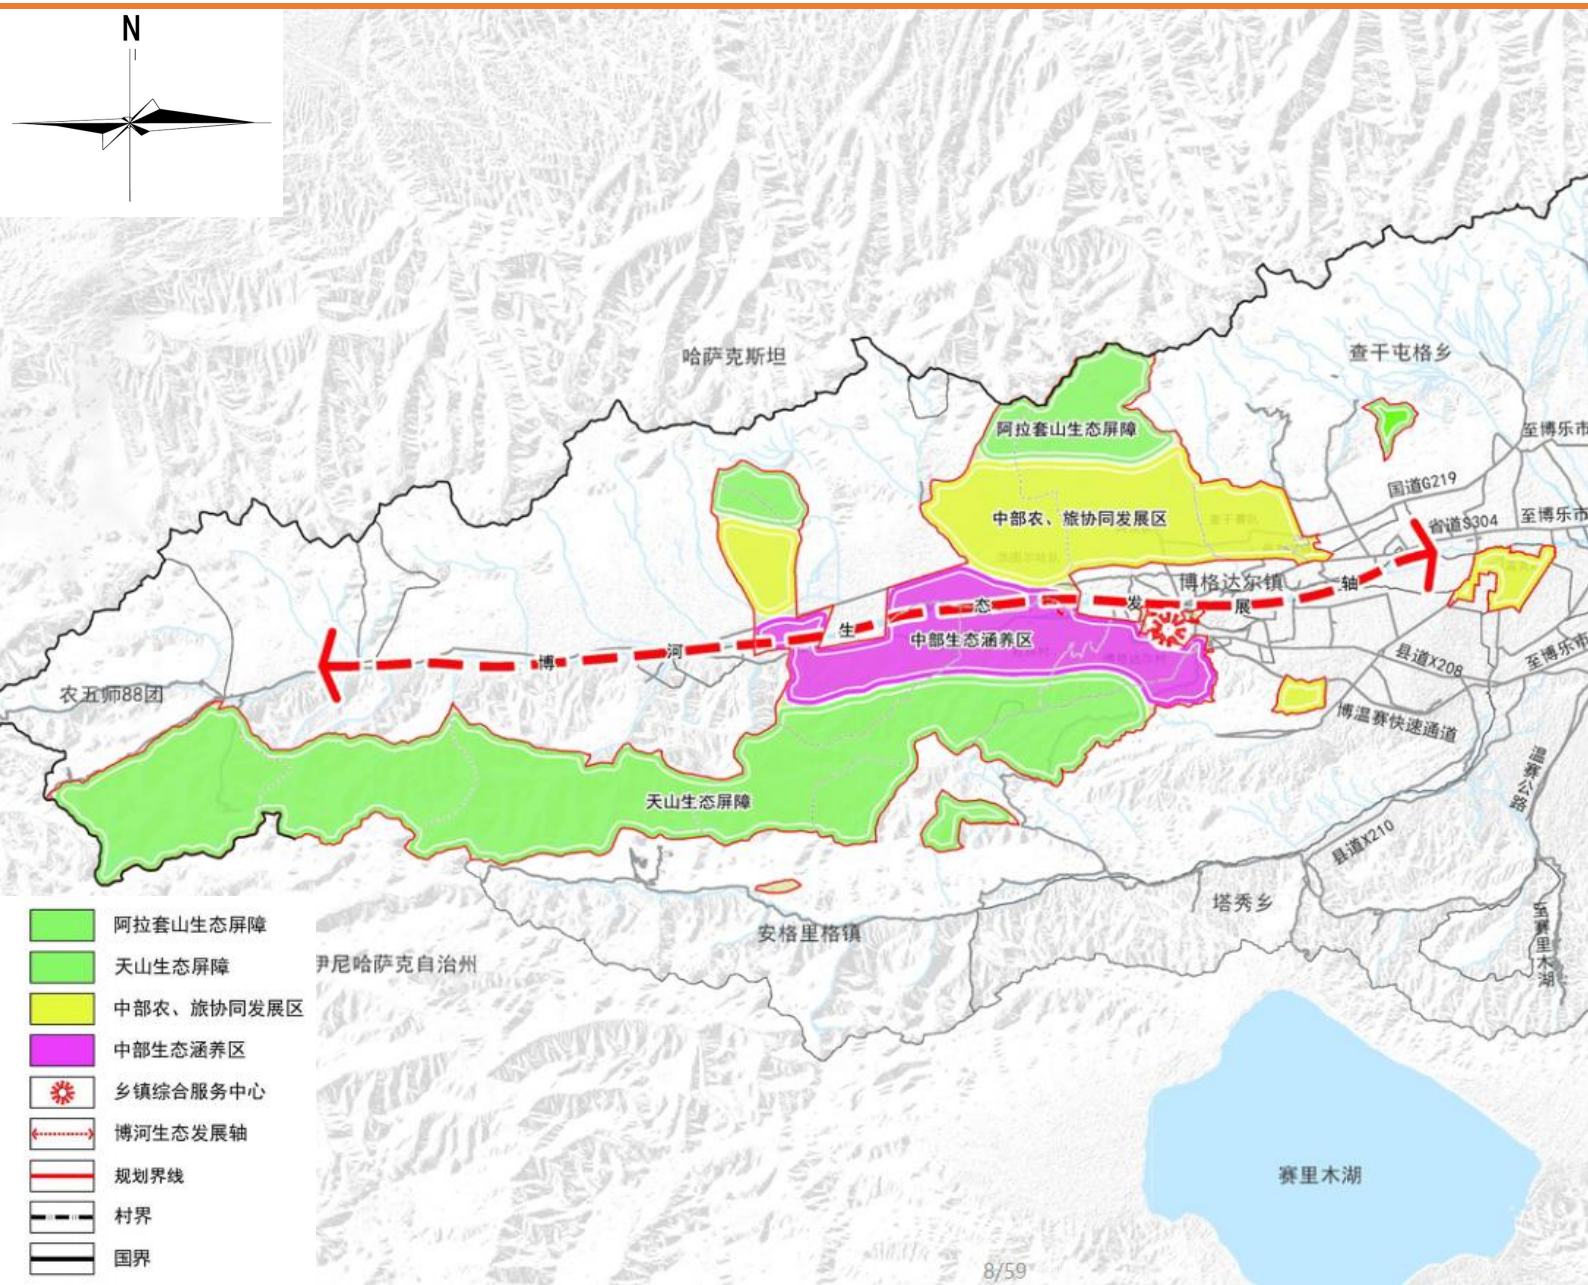 N
哈萨克斯坦
查干屯格乡
阿拉套山生态屏障
至博乐市
国道G219
中部农、旅协同发展区
省道S304
至博乐市
博格达尔镇
博河生态发展轴
中部生态涵养区
县道X208
至博乐市
农五师88团
博温赛快速通道
温赛公路
天山生态屏障
县道X210
塔秀乡
安格里格镇
至赛里木湖
伊尼哈萨克自治州
赛里木湖
阿拉套山生态屏障
天山生态屏障
中部农、旅协同发展区
中部生态涵养区
乡镇综合服务中心
博河生态发展轴
规划界线
村界
国界
8/59